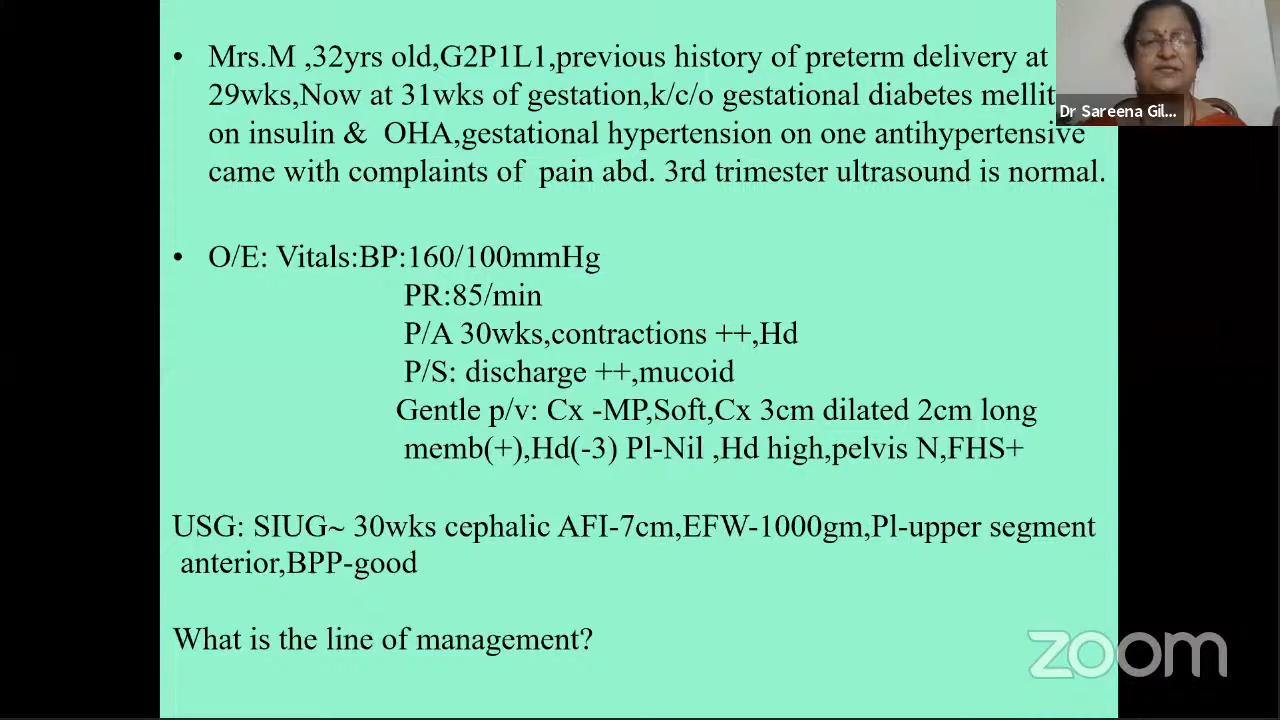 • Mrs.M ,32yrs old,G2P1L1,previous history of preterm delivery at
29wks,Now at 31wks of gestation,k/c/o gestational diabetes mellit
on insulin & OHA,gestational hypertension on one antihypertensive
came with complaints of pain abd. 3rd trimester ultrasound is normal.
Dr Sareena Gil...
• O/E: Vitals:BP:160/100mmHg
PR:85/min
P/A 30wks,contractions ++,Hd
P/S: discharge ++,mucoid
Gentle p/v: Cx -MP,Soft,Cx 3cm dilated 2cm long
memb(+),Hd(-3) Pl-Nil ,Hd high,pelvis N,FHS+
USG: SIUG~ 30wks cephalic AFI-7cm,EFW-1000gm,Pl-upper segment
anterior,BPP-good
What is the line of management?
zoom